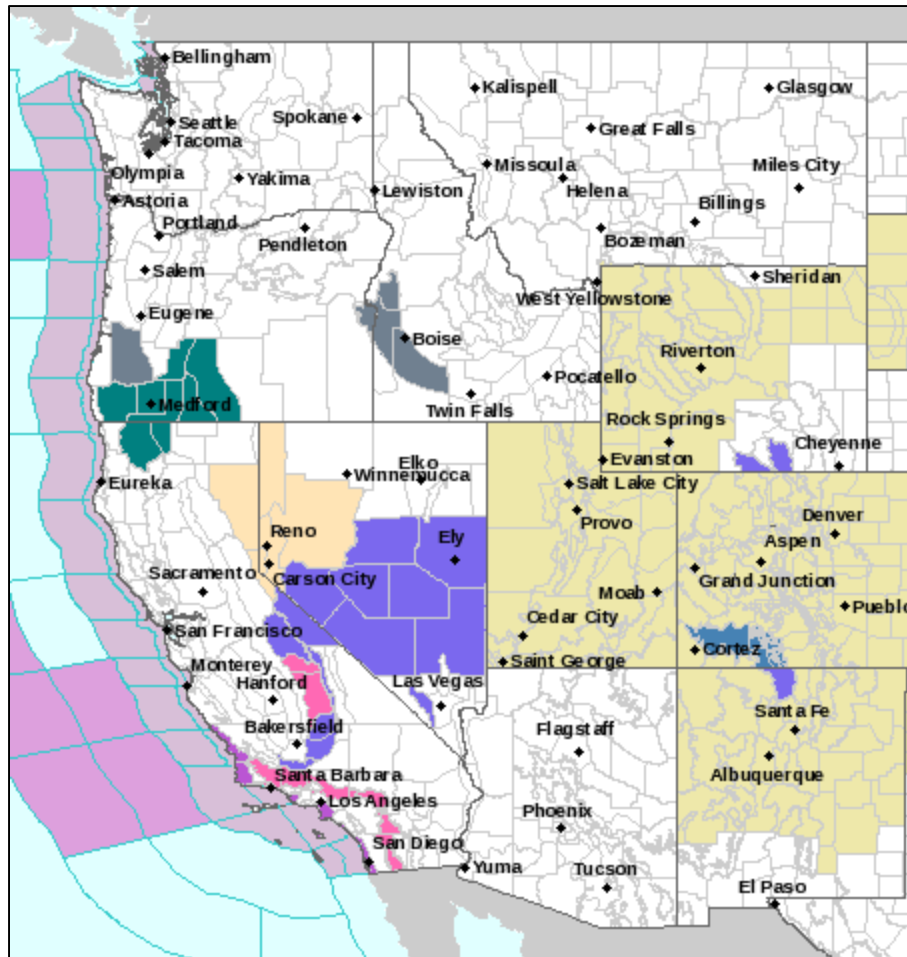 Bellingham
Kalispell
Glasgow
Seattle
Spokane
Tacoma
Great Falls
Olympia
Missoula
Miles City
Yakima
Helena
Lewiston
Astoria
Billings
Portland
Pendleton
Bozeman
Salem
Sheridan
West Yellowstone
Eugene
Boise
Riverton
Pocatello
Medford
Twin Falls
Rock Springs
Cheyenne
Elko
Evanston
Winnemucca
Eureka
Salt Lake City
Provo
Denver
Reno
Ely
Aspen
Sacramento
Carson City
Grand Junction
Moab
Pueblo
San Francisco
Cedar City
Cortez
Monterey
Saint George
Hanford
Las Vegas
Santa Fe
Bakersfield
Flagstaff
Albuquerque
Santa Barbara
Los Angeles
Phoenix
San Diego
Yuma
Tucson
El Paso